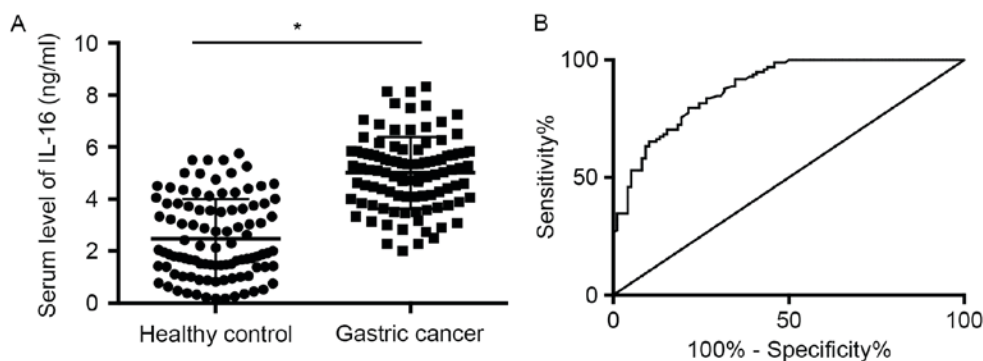 A
*
Serum level of IL-16 (ng/ml)
10
8
6
4
2
0
Healthy control
Gastric cancer
B
Sensitivity%
100
50
0
0
50
100
100% - Specificity%